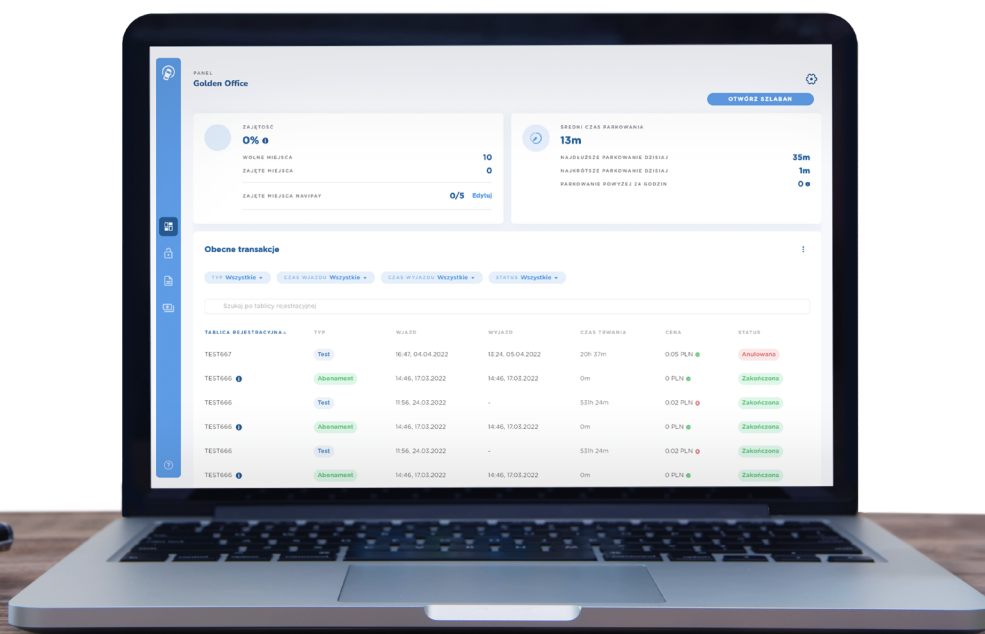 PANEL
Golden Office
OTWÓRZ SZLABAN
ZAJĘTOŚĆ
0%
WOLNE MIEJSCA 10
ZAJĘTE MIEJSCA 0
ZAJĘTE MIEJSCA NAVIPAY 0/5 Edytuj
ŚREDNI CZAS PARKOWANIA
13m
NAJDŁUŻSZE PARKOWANIE DZISIAJ 35m
NAJKRÓTSZE PARKOWANIE DZISIAJ 1m
PARKOWANIE POWYŻEJ 24 GODZIN 0
Obecne transakcje
TYP Wszystkie CZAS WJAZDU Wszystkie CZAS WYJAZDU Wszystkie STATUS Wszystkie
Szukaj po tablicy rejestracyjnej
TABLICA REJESTRACYJNA TYP WJAZD WYJAZD CZAS TRWANIA CENA STATUS
TEST667 Test 16:47, 04.04.2022 13:24, 05.04.2022 20h 37m 0.05 PLN Anulowano
TEST666 Abonament 14:46, 17.03.2022 14:46, 17.03.2022 0m 0 PLN Zakończono
TEST666 Test 11:56, 24.03.2022 - 531h 24m 0.02 PLN Zakończono
TEST666 Abonament 14:46, 17.03.2022 14:46, 17.03.2022 0m 0 PLN Zakończono
TEST666 Test 11:56, 24.03.2022 - 531h 24m 0.02 PLN Zakończono
TEST666 Abonament 14:46, 17.03.2022 14:46, 17.03.2022 0m 0 PLN Zakończono